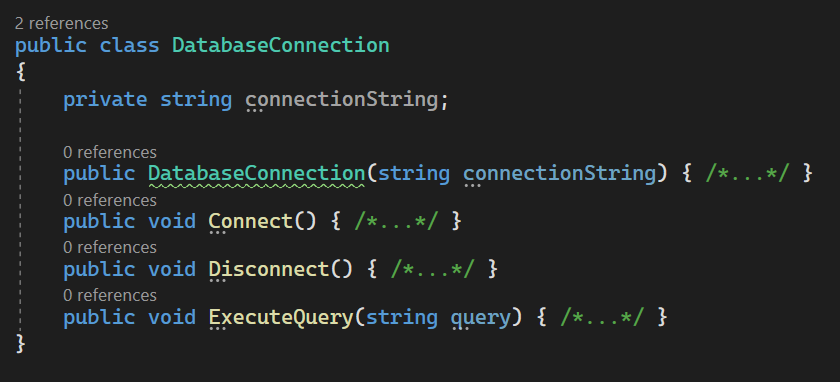 2 references
public class DatabaseConnection
{
private string connectionString;
0 references
public DatabaseConnection(string connectionString) { /*...*/ }
0 references
public void Connect() { /*...*/ }
0 references
public void Disconnect() { /*...*/ }
0 references
public void ExecuteQuery(string query) { /*...*/ }
}